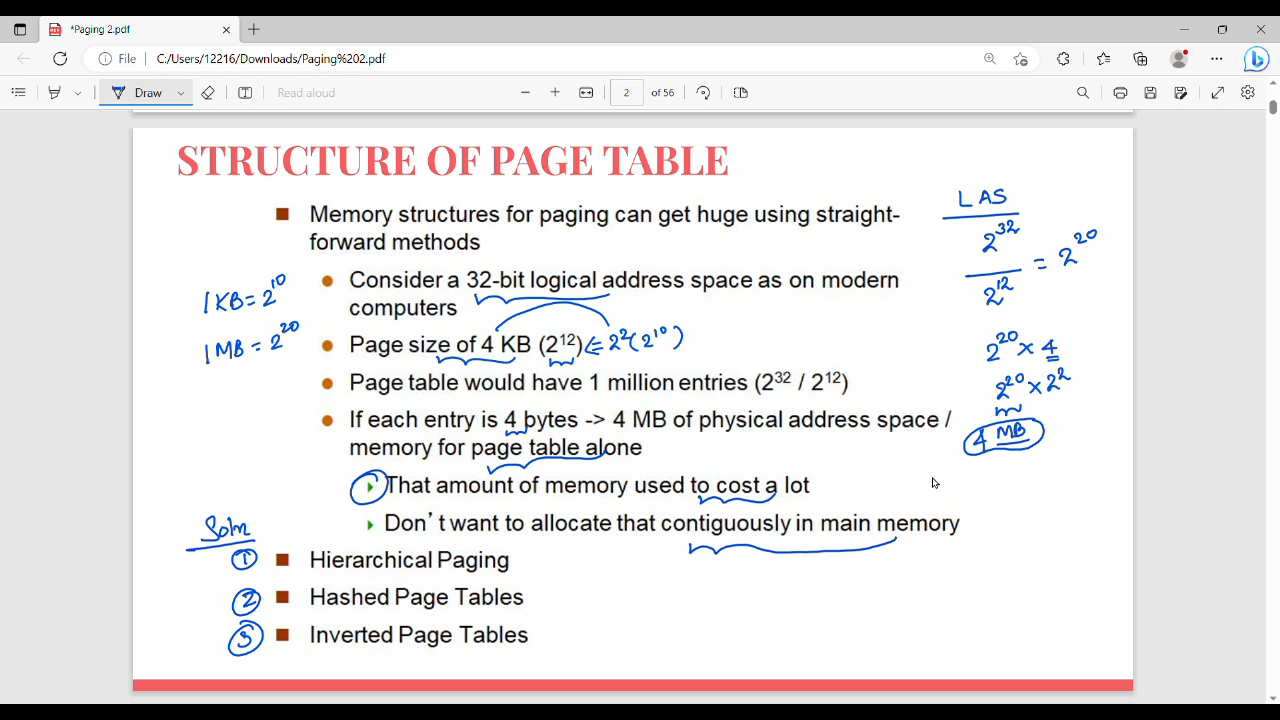 *Paging 2.pdf
File
C:/Users/12216/Downloads/Paging%202.pdf
Draw
Read aloud
2
of 56
STRUCTURE OF PAGE TABLE
Memory structures for paging can get huge using straight-
forward methods
Consider a 32-bit logical address space as on modern
computers
Page size of 4 KB (2¹²) ⇐ 2²(2¹⁰)
Page table would have 1 million entries (2³² / 2¹²)
If each entry is 4 bytes -> 4 MB of physical address space /
memory for page table alone
That amount of memory used to cost a lot
Don't want to allocate that contiguously in main memory
Soln
① Hierarchical Paging
② Hashed Page Tables
③ Inverted Page Tables
1 KB = 2¹⁰
1 MB = 2²⁰
LAS
2³²
2¹²
= 2²⁰
2²⁰ × 4
2²⁰ × 2²
4 MB